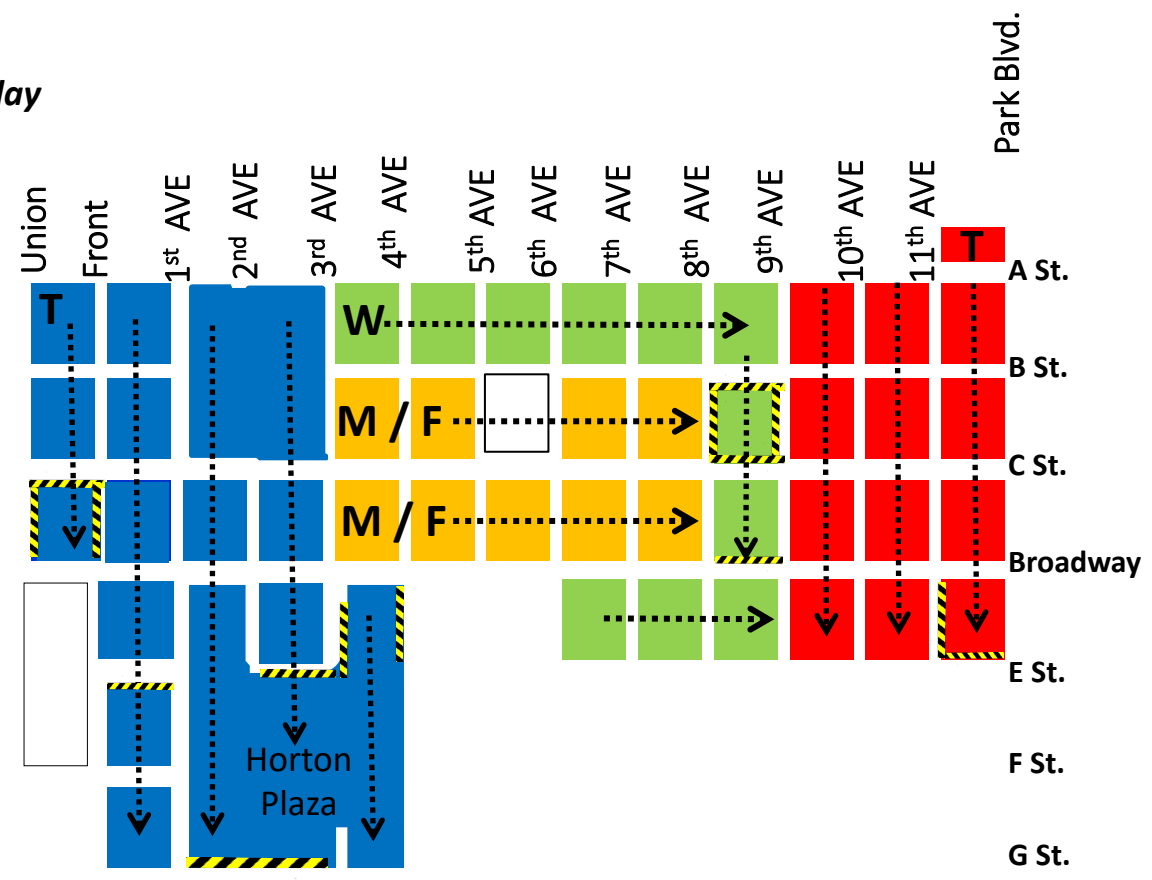 Park Blvd.
lay
Union
Front
1st AVE
2nd AVE
3rd AVE
4th AVE
5th AVE
6th AVE
7th AVE
8th AVE
9th AVE
10th AVE
11th AVE
T
A St.
T
W
B St.
M / F
C St.
M / F
Broadway
E St.
Horton
Plaza
F St.
G St.